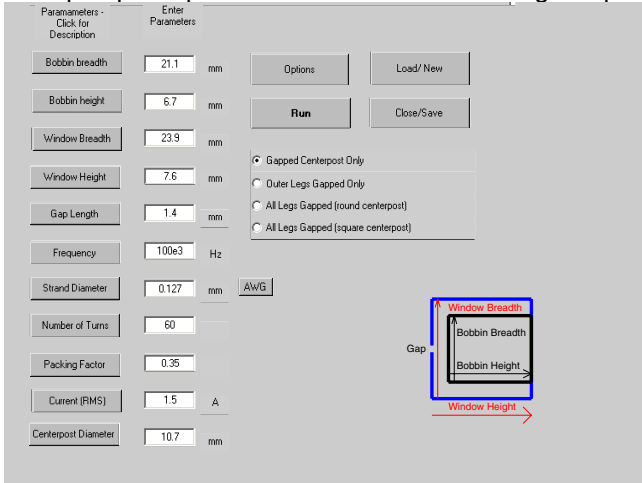 Paramameters -
Click for
Description
Enter
Parameters
Bobbin breadth 21.1 mm
Bobbin height 6.7 mm
Window Breadth 23.9 mm
Window Height 7.6 mm
Gap Length 1.4 mm
Frequency 100e3 Hz
Strand Diameter 0.127 mm AWG
Number of Turns 60
Packing Factor 0.35
Current (RMS) 1.5 A
Centerpost Diameter 10.7 mm
Options Load/ New
Run Close/Save
Gapped Centerpost Only
Outer Legs Gapped Only
All Legs Gapped (round centerpost)
All Legs Gapped (square centerpost)
Window Breadth
Bobbin Breadth
Gap
Bobbin Height
Window Height